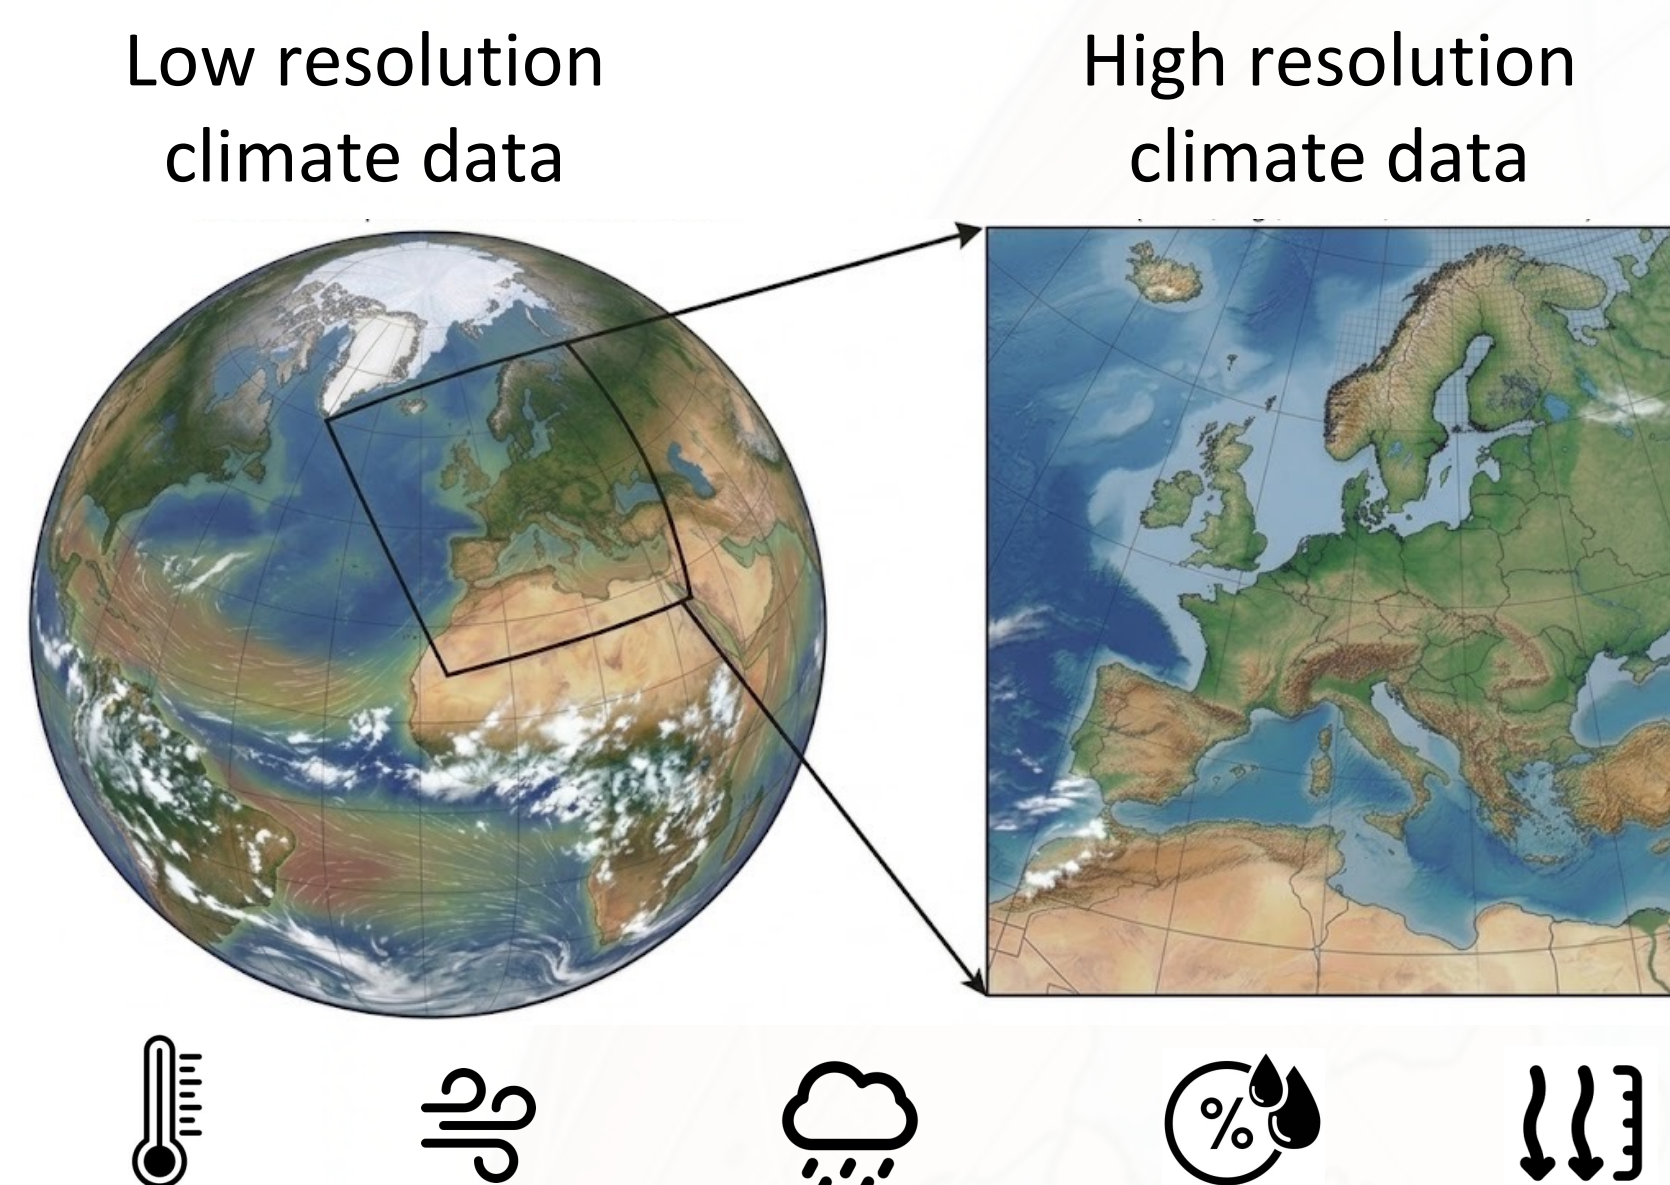 Low resolution
climate data
High resolution
climate data
%